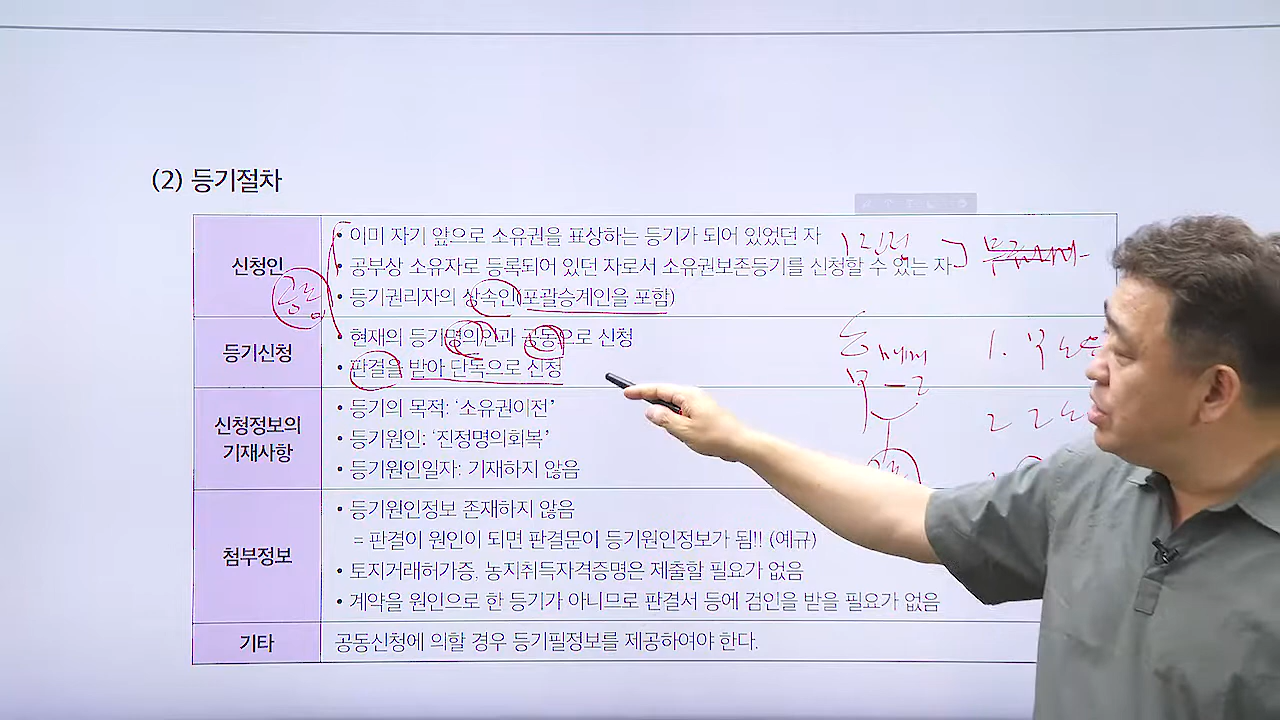 (2) 등기절차
신청인
• 이미 자기 앞으로 소유권을 표상하는 등기가 되어 있었던 자
• 공부상 소유자로 등록되어 있던 자로서 소유권보존등기를 신청할 수 있는 자
• 등기권리자의 상속인(포괄승계인을 포함)
공동
등기신청
• 현재의 등기명의인과 공동으로 신청
• 판결을 받아 단독으로 신청
신청정보의
기재사항
• 등기의 목적: ‘소유권이전’
• 등기원인: ‘진정명의회복’
• 등기원인일자: 기재하지 않음
첨부정보
• 등기원인정보 존재하지 않음
= 판결이 원인이 되면 판결문이 등기원인정보가 됨!! (예규)
• 토지거래허가증, 농지취득자격증명은 제출할 필요가 없음
• 계약을 원인으로 한 등기가 아니므로 판결서 등에 검인을 받을 필요가 없음
기타
공동신청에 의할 경우 등기필정보를 제공하여야 한다.